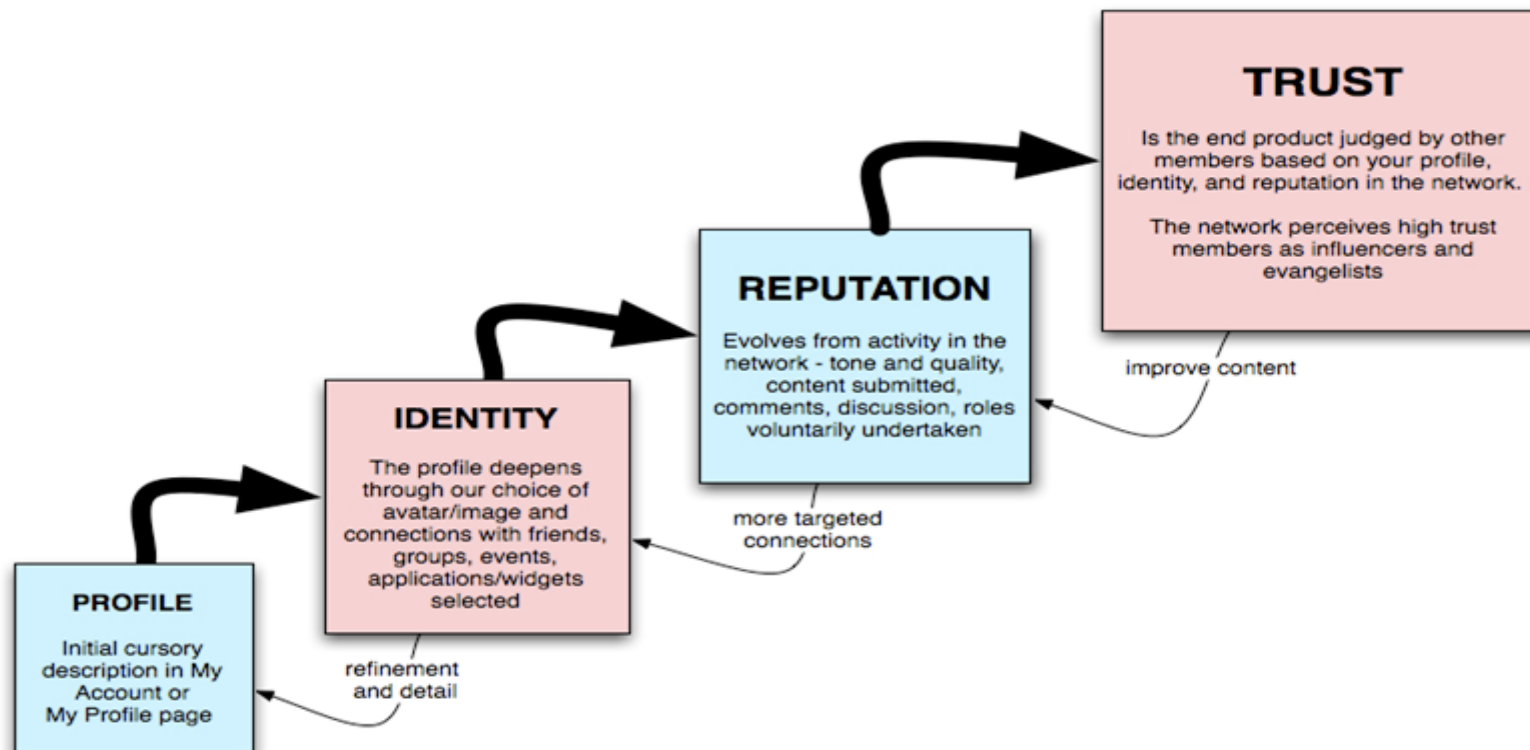 TRUST
Is the end product judged by other
members based on your profile,
identity, and reputation in the network.
The network perceives high trust
members as influencers and
evangelists
improve content
REPUTATION
Evolves from activity in the
network - tone and quality,
content submitted,
comments, discussion, roles
voluntarily undertaken
more targeted
connections
IDENTITY
The profile deepens
through our choice of
avatar/image and
connections with friends,
groups, events,
applications/widgets
selected
refinement
and detail
PROFILE
Initial cursory
description in My
Account or
My Profile page